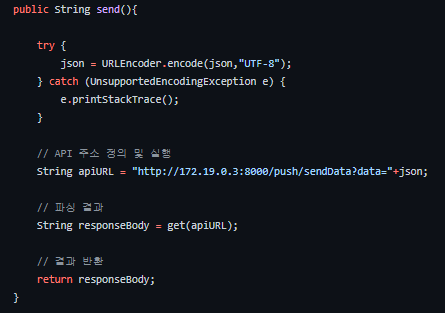 public String send(){
try {
json = URLEncoder.encode(json,"UTF-8");
} catch (UnsupportedEncodingException e) {
e.printStackTrace();
}
// API 주소 정의 및 실행
String apiURL = "http://172.19.0.3:8000/push/sendData?data="+json;
// 파싱 결과
String responseBody = get(apiURL);
// 결과 반환
return responseBody;
}